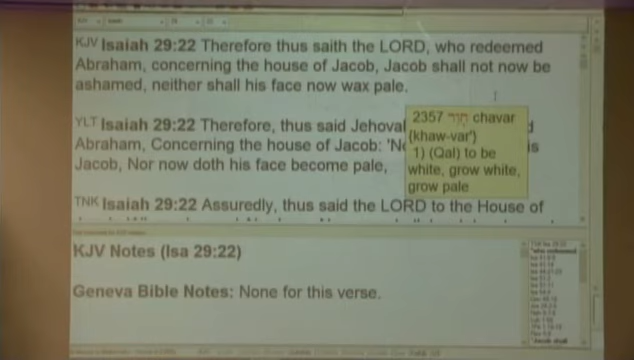 KJV Isaiah 29:22 Therefore thus saith the LORD, who redeemed
Abraham, concerning the house of Jacob, Jacob shall not now be
ashamed, neither shall his face now wax pale.
YLT Isaiah 29:22 Therefore, thus said Jehovah
Abraham, Concerning the house of Jacob:
Jacob, Nor now doth his face become pale,
2357 חָוַר chavar
(khaw-var')
1) (Qal) to be
white, grow white,
grow pale
TNK Isaiah 29:22 Assuredly, thus said the LORD to the House of
KJV Notes (Isa 29:22)
Geneva Bible Notes: None for this verse.